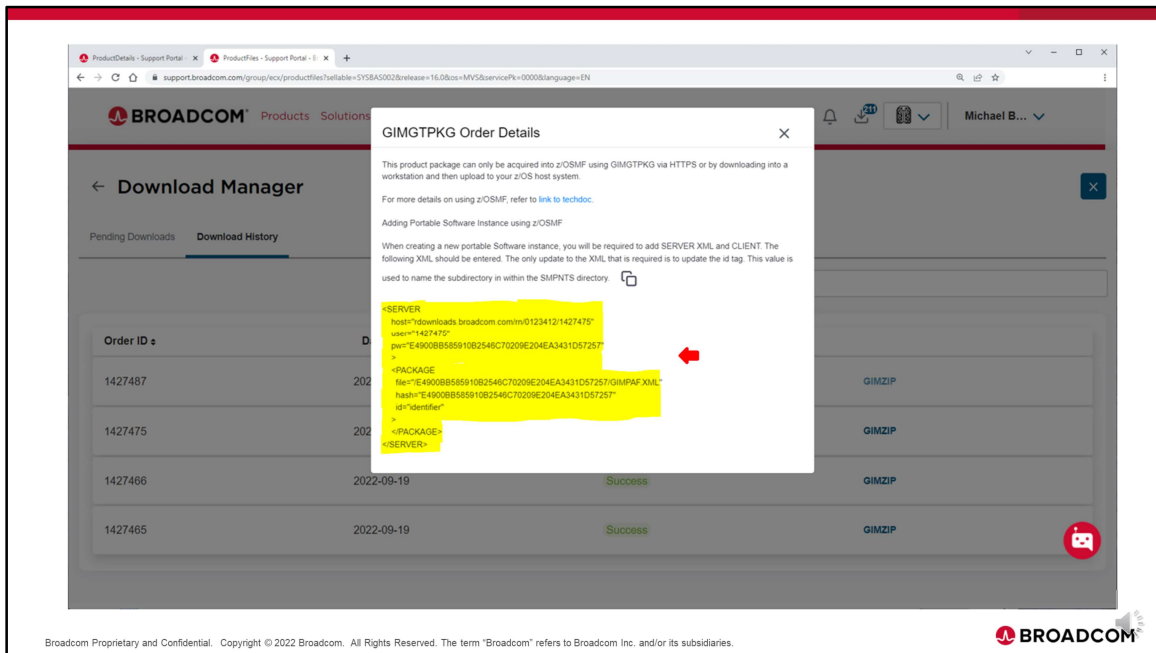 ProductDetails - Support Portal - ProductFiles - Support Portal - B
support.broadcom.com/group/ecx/productfiles?sellable=SYSBAS002&release=16.0&os=MVS&servicePk=0000&language=EN
BROADCOM Products Solutions 211 Michael B...
GIMGTPKG Order Details
This product package can only be acquired into z/OSMF using GIMGTPKG via HTTPS or by downloading into a
workstation and then upload to your z/OS host system.
For more details on using z/OSMF, refer to link to techdoc.
Adding Portable Software Instance using z/OSMF
When creating a new portable Software instance, you will be required to add SERVER XML and CLIENT. The
following XML should be entered. The only update to the XML that is required is to update the id tag. This value is
used to name the subdirectory in within the SMPNTS directory.
<SERVER
host="rdownloads.broadcom.com/rn/0123412/1427475"
user="1427475"
pw="E4900BB585910B2546C70209E204EA3431D57257"
>
<PACKAGE
file="/E4900BB585910B2546C70209E204EA3431D57257/GIMPAF.XML"
hash="E4900BB585910B2546C70209E204EA3431D57257"
id="identifier"
>
</PACKAGE>
</SERVER>
Download Manager
Pending Downloads Download History
Order ID D
1427487 202 GIMZIP
1427475 202 GIMZIP
1427466 2022-09-19 Success GIMZIP
1427465 2022-09-19 Success GIMZIP
Broadcom Proprietary and Confidential. Copyright © 2022 Broadcom. All Rights Reserved. The term “Broadcom” refers to Broadcom Inc. and/or its subsidiaries.
BROADCOM